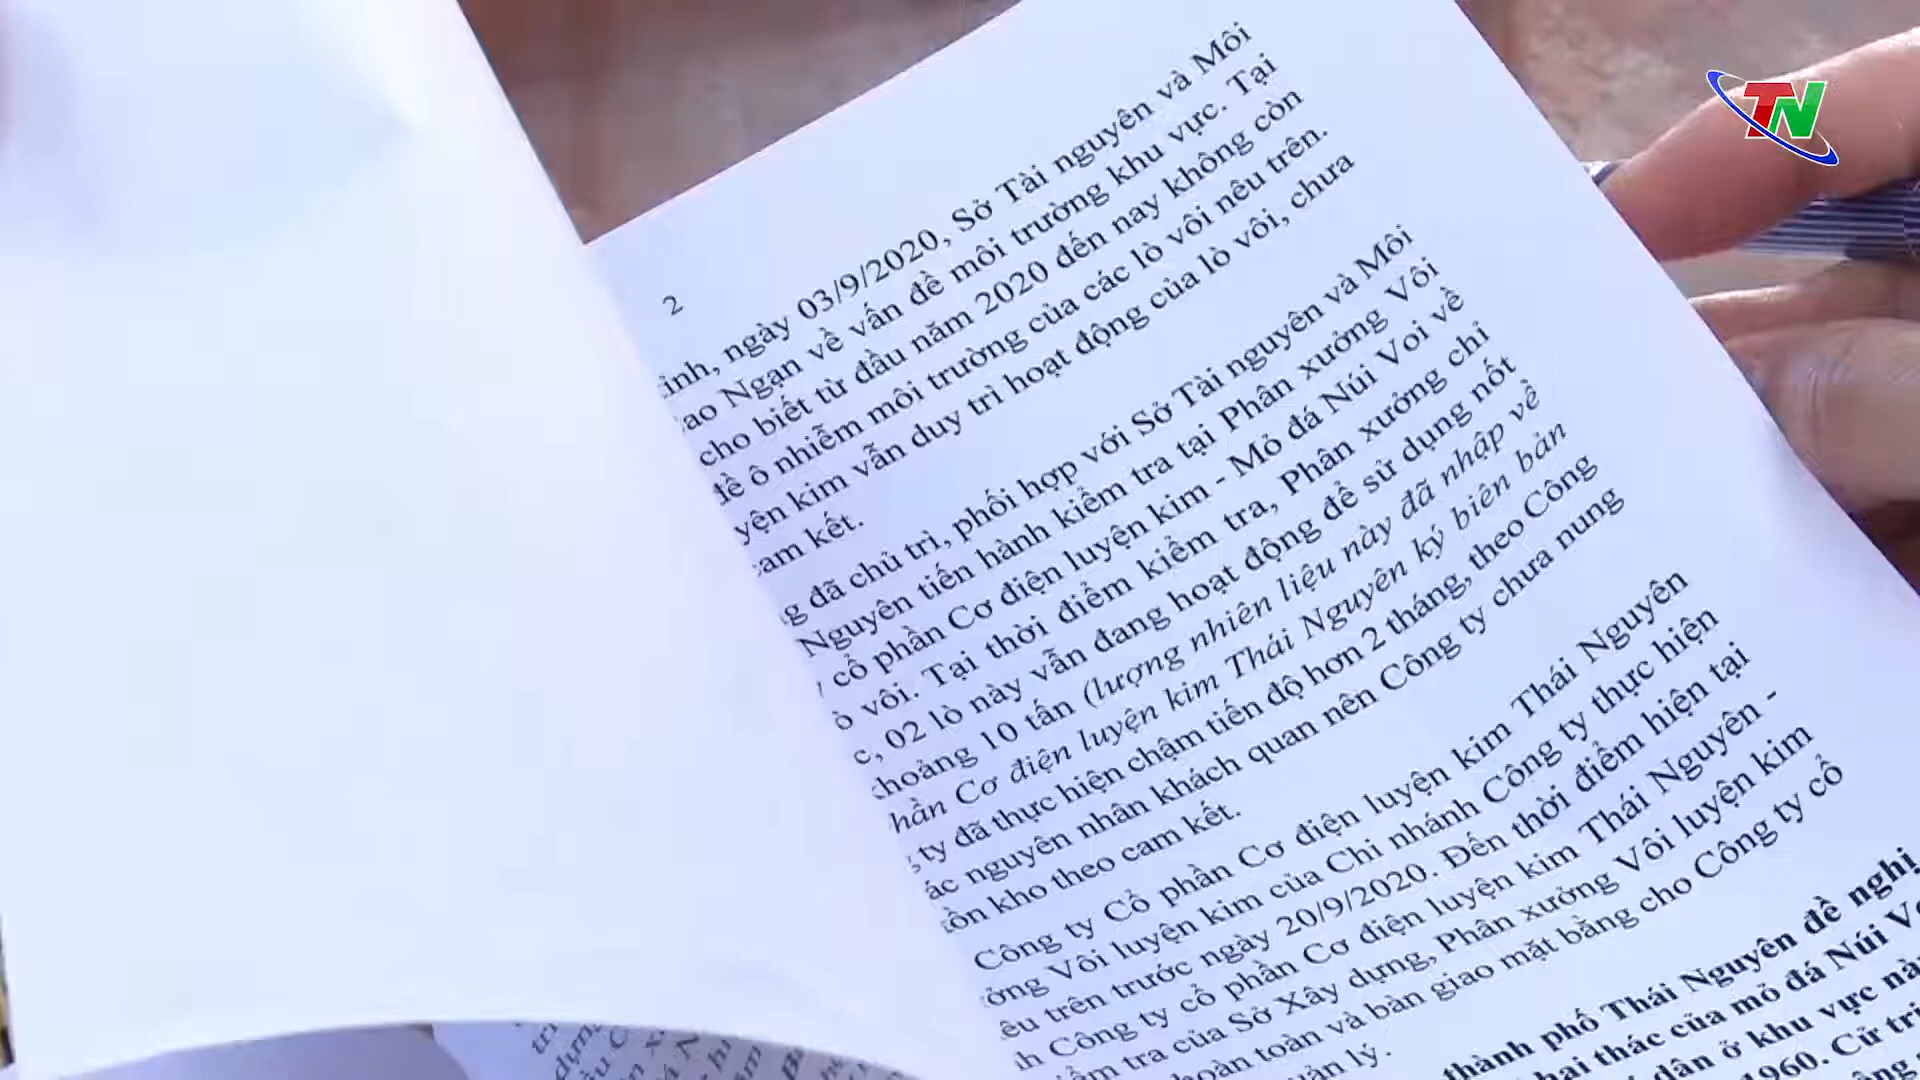 TN
2
tỉnh, ngày 03/9/2020, Sở Tài nguyên và Môi
Ngạn về vấn đề môi trường khu vực. Tại
cho biết từ đầu năm 2020 đến nay không còn
đề ô nhiễm môi trường của các lò vôi nêu trên.
yện kim vẫn duy trì hoạt động của lò vôi, chưa
cam kết.
g đã chủ trì, phối hợp với Sở Tài nguyên và Môi
Nguyên tiến hành kiểm tra tại Phân xưởng Vôi
cổ phần Cơ điện luyện kim - Mỏ đá Núi Voi về
ò vôi. Tại thời điểm kiểm tra, Phân xưởng chỉ
c, 02 lò này vẫn đang hoạt động để sử dụng nốt
khoảng 10 tấn (lượng nhiên liệu này đã nhập về
hần Cơ điện luyện kim Thái Nguyên ký biên bản
g ty đã thực hiện chậm tiến độ hơn 2 tháng, theo Công
ác nguyên nhân khách quan nên Công ty chưa nung
tồn kho theo cam kết.
Công ty Cổ phần Cơ điện luyện kim Thái Nguyên
ởng Vôi luyện kim của Chi nhánh Công ty thực hiện
êu trên trước ngày 20/9/2020. Đến thời điểm hiện tại
h Công ty cổ phần Cơ điện luyện kim Thái Nguyên -
ểm tra của Sở Xây dựng, Phân xưởng Vôi luyện kim
hoàn toàn và bàn giao mặt bằng cho Công ty cổ
uản lý.
thành phố Thái Nguyên đề nghị
hai thác của mỏ đá Núi V
dân ở khu vực nà
1960. Cử tri